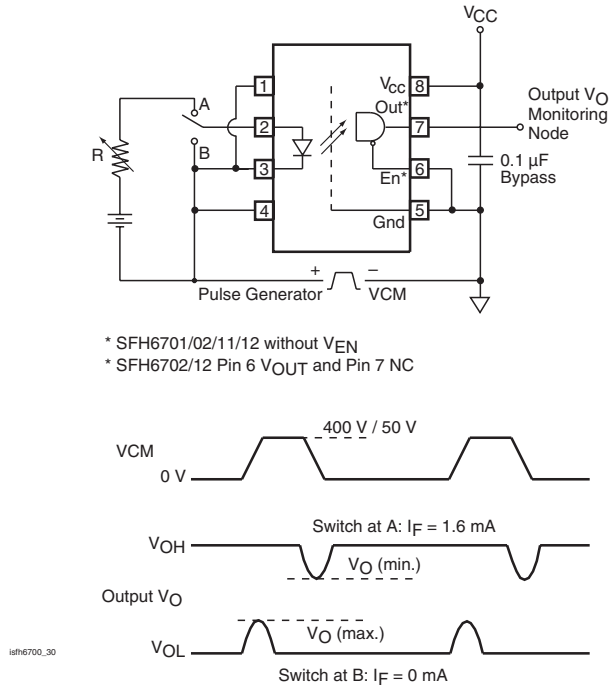 VCC
1
8
VCC
Out*
Output VO
Monitoring
Node
A
2
7
R
B
3
6
En*
0.1 µF
Bypass
4
5
Gnd
+
–
Pulse Generator
VCM
* SFH6701/02/11/12 without VEN
* SFH6702/12 Pin 6 VOUT and Pin 7 NC
400 V / 50 V
VCM
0 V
Switch at A: IF = 1.6 mA
VOH
VO (min.)
Output VO
VO (max.)
VOL
isfh6700_30
Switch at B: IF = 0 mA